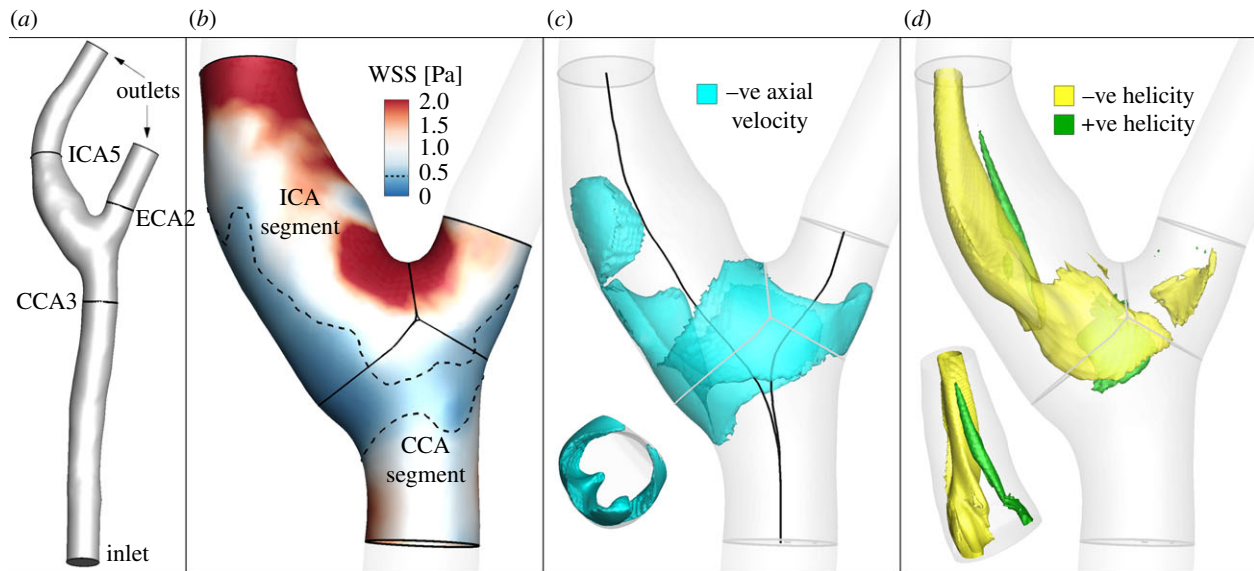 (a)
(b)
(c)
(d)
outlets
ICA5
ECA2
CCA3
inlet
WSS [Pa]
2.0
1.5
1.0
0.5
0
ICA
segment
CCA
segment
–ve axial
velocity
–ve helicity
+ve helicity